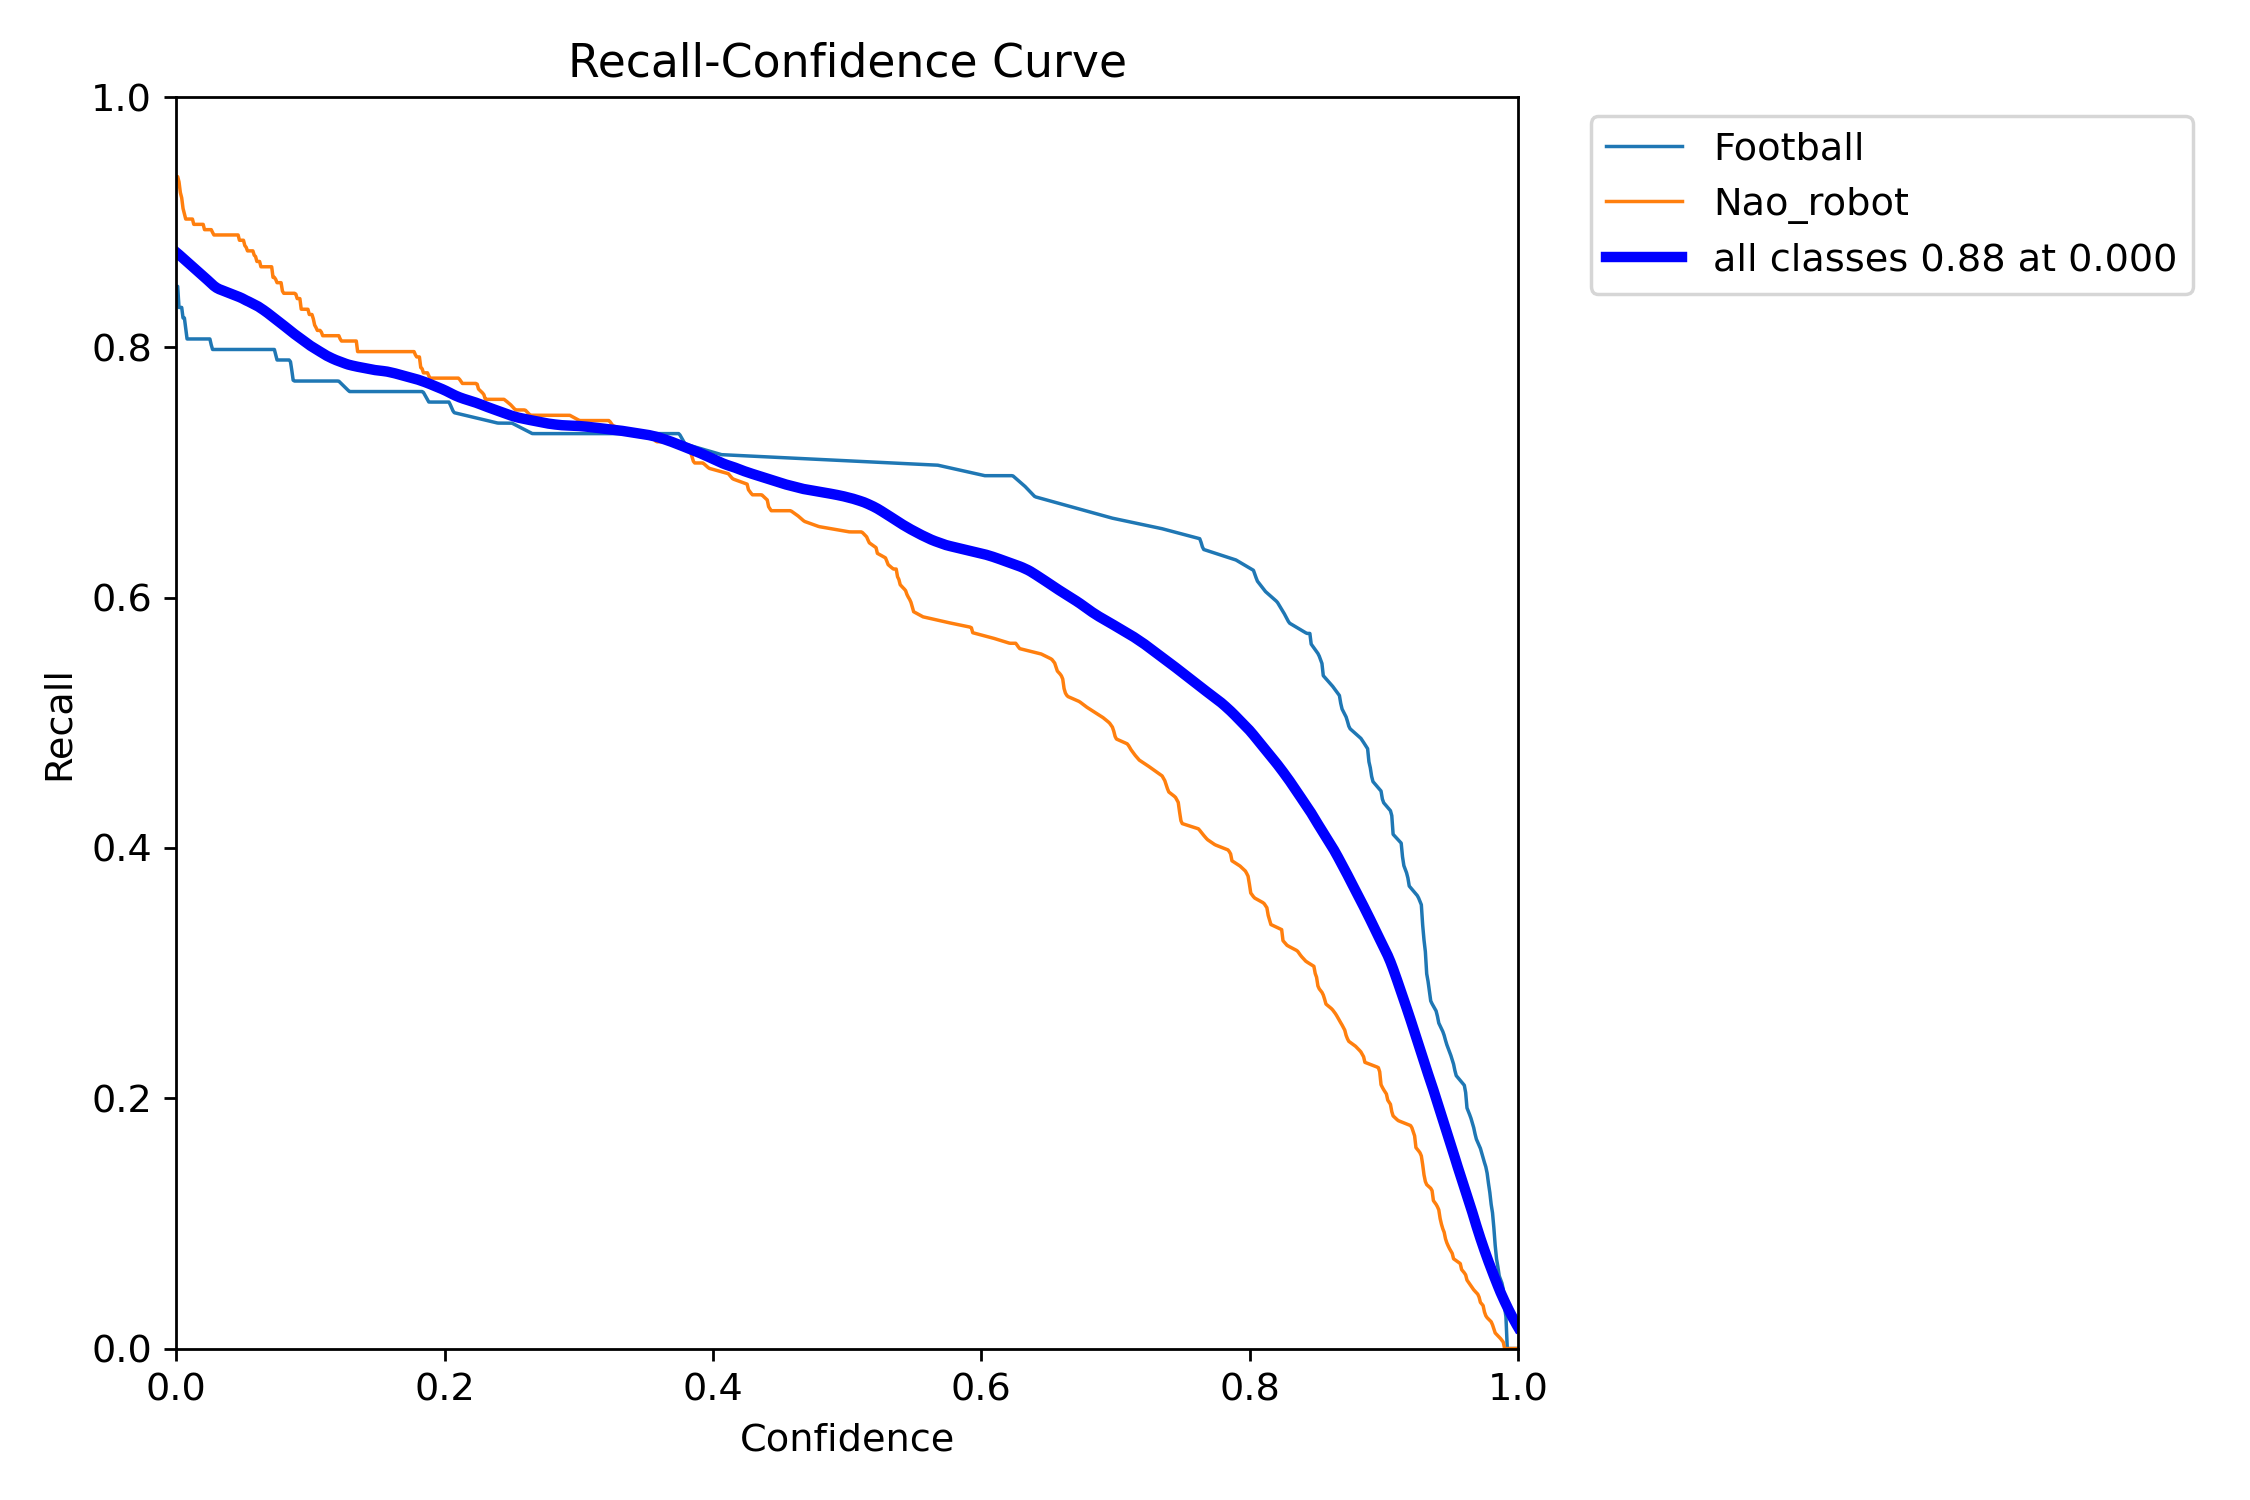 Recall-Confidence Curve
1.0
0.8
0.6
0.4
0.2
0.0
Recall
0.0 0.2 0.4 0.6 0.8 1.0
Confidence
Football
Nao_robot
all classes 0.88 at 0.000